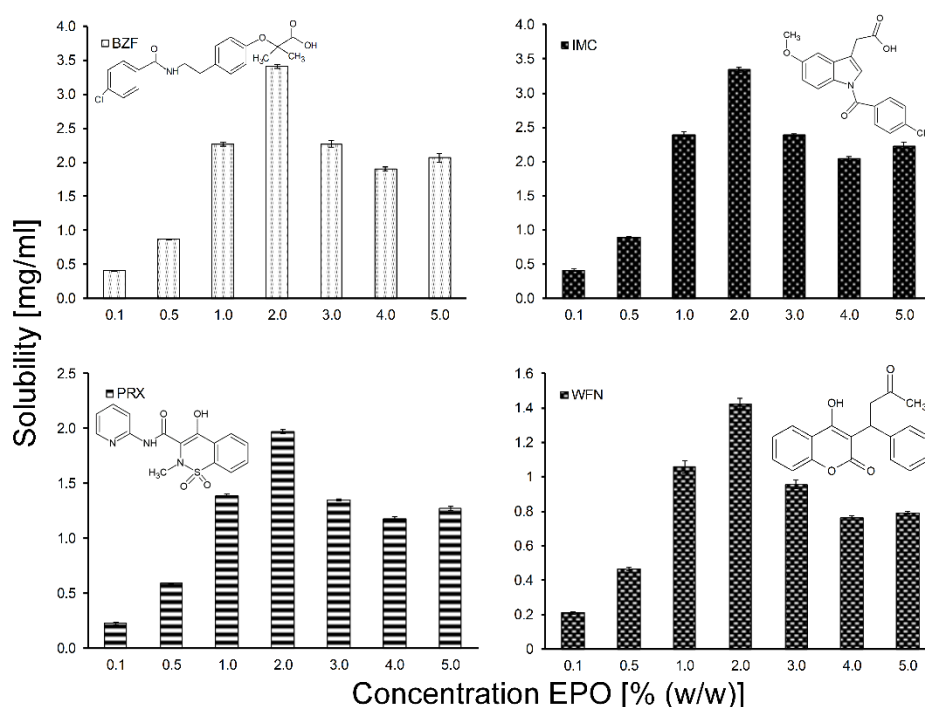 Solubility [mg/ml]
BZF
4.0
3.5
3.0
2.5
2.0
1.5
1.0
0.5
0.0
0.1 0.5 1.0 2.0 3.0 4.0 5.0
O
O
O
OH
NH
CH₃
CH₃
Cl
IMC
4.0
3.5
3.0
2.5
2.0
1.5
1.0
0.5
0.0
0.1 0.5 1.0 2.0 3.0 4.0 5.0
O
H₃C
O
OH
N
O
Cl
PRX
2.5
2.0
1.5
1.0
0.5
0.0
0.1 0.5 1.0 2.0 3.0 4.0 5.0
O
OH
N
NH
H₃C
N
S
O
O
WFN
1.6
1.4
1.2
1
0.8
0.6
0.4
0.2
0
0.1 0.5 1.0 2.0 3.0 4.0 5.0
O
OH
CH₃
O
O
Concentration EPO [% (w/w)]